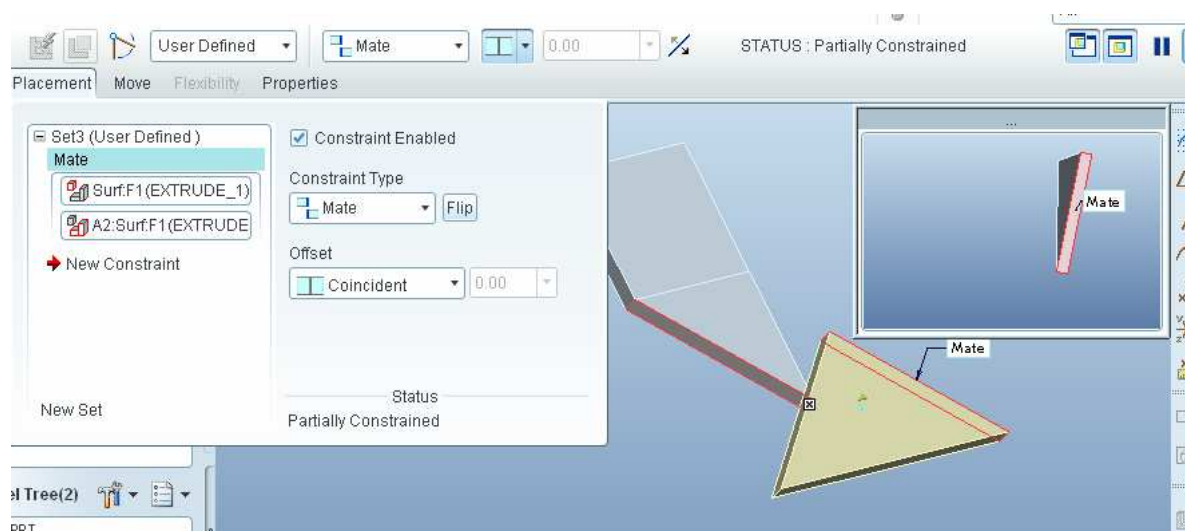 User Defined
Mate
0.00
STATUS : Partially Constrained
Placement Move Flexibility Properties
Set3 (User Defined )
Mate
Surf:F1(EXTRUDE_1)
A2:Surf:F1(EXTRUDE
New Constraint
New Set
Constraint Enabled
Constraint Type
Mate
Flip
Offset
Coincident
0.00
Status
Partially Constrained
...
Mate
Mate
el Tree(2)